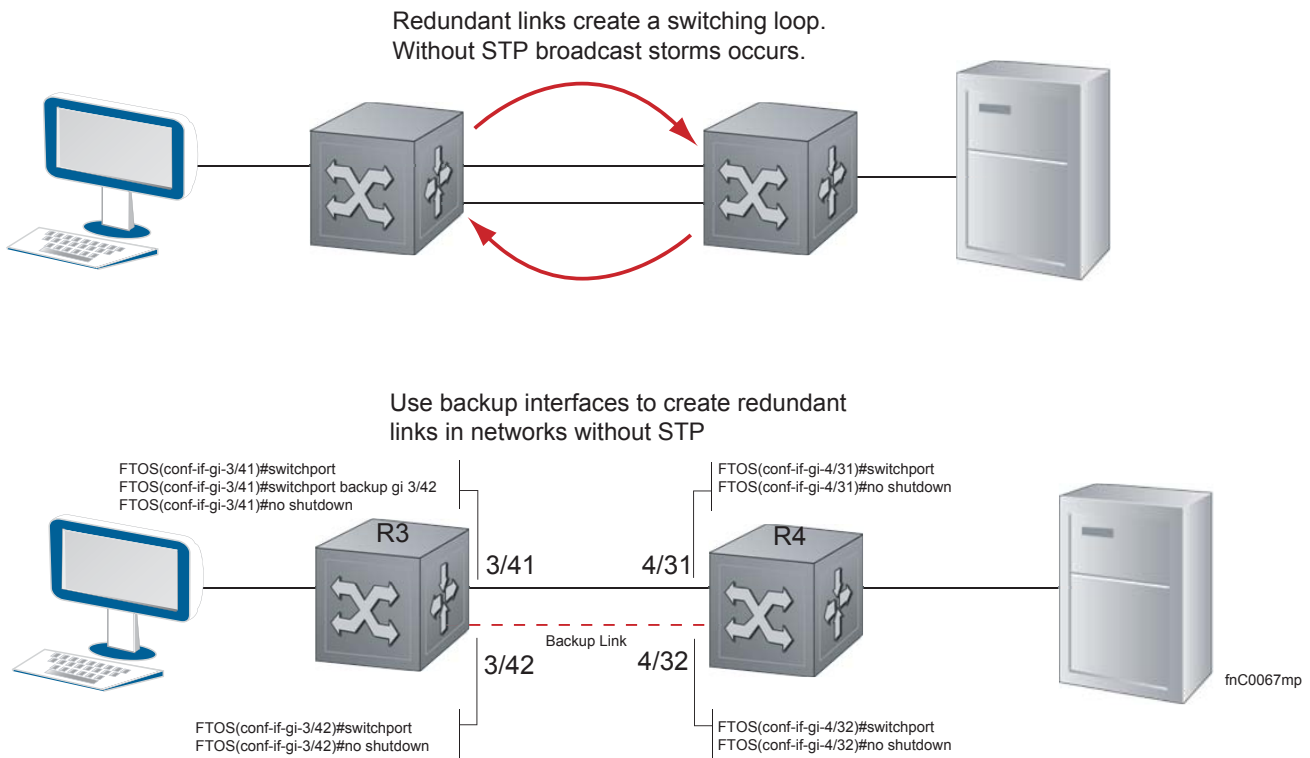 Redundant links create a switching loop.
Without STP broadcast storms occurs.
Use backup interfaces to create redundant
links in networks without STP
FTOS(conf-if-gi-3/41)#switchport
FTOS(conf-if-gi-3/41)#switchport backup gi 3/42
FTOS(conf-if-gi-3/41)#no shutdown
FTOS(conf-if-gi-4/31)#switchport
FTOS(conf-if-gi-4/31)#no shutdown
R3
R4
3/41
4/31
Backup Link
3/42
4/32
fnC0067mp
FTOS(conf-if-gi-3/42)#switchport
FTOS(conf-if-gi-3/42)#no shutdown
FTOS(conf-if-gi-4/32)#switchport
FTOS(conf-if-gi-4/32)#no shutdown